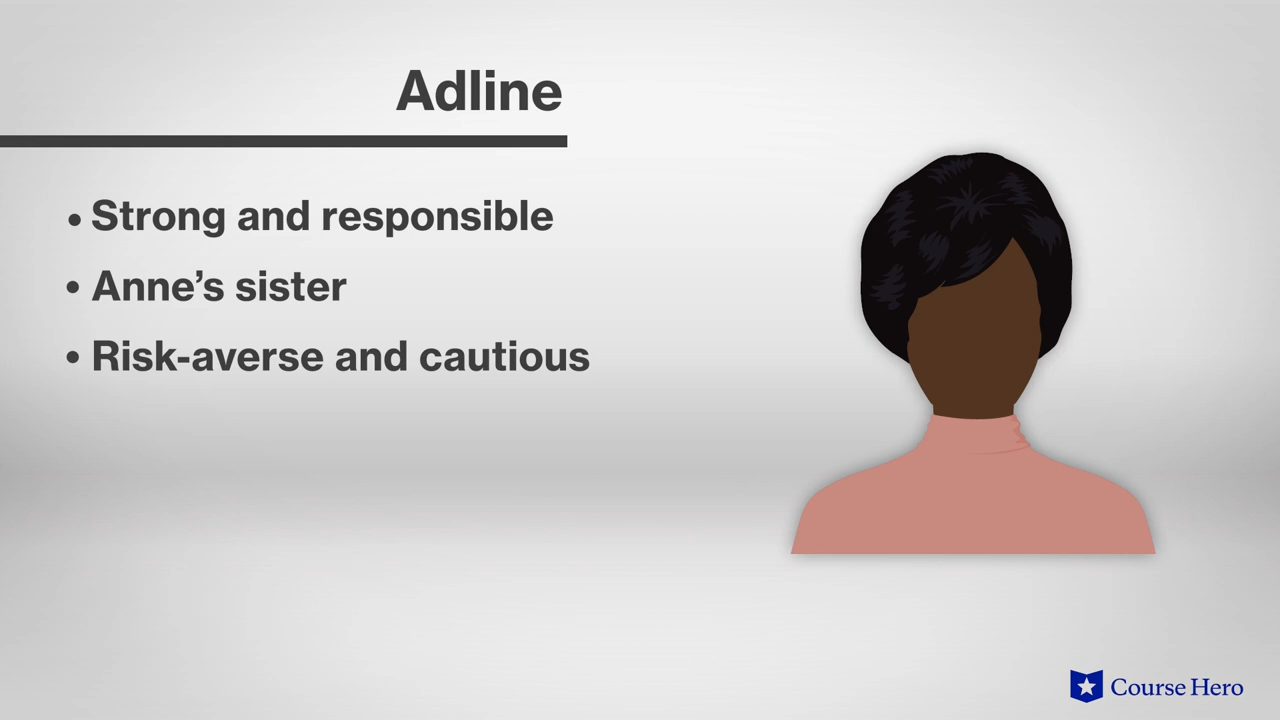 Adline
• Strong and responsible
• Anne’s sister
• Risk-averse and cautious
Course Hero